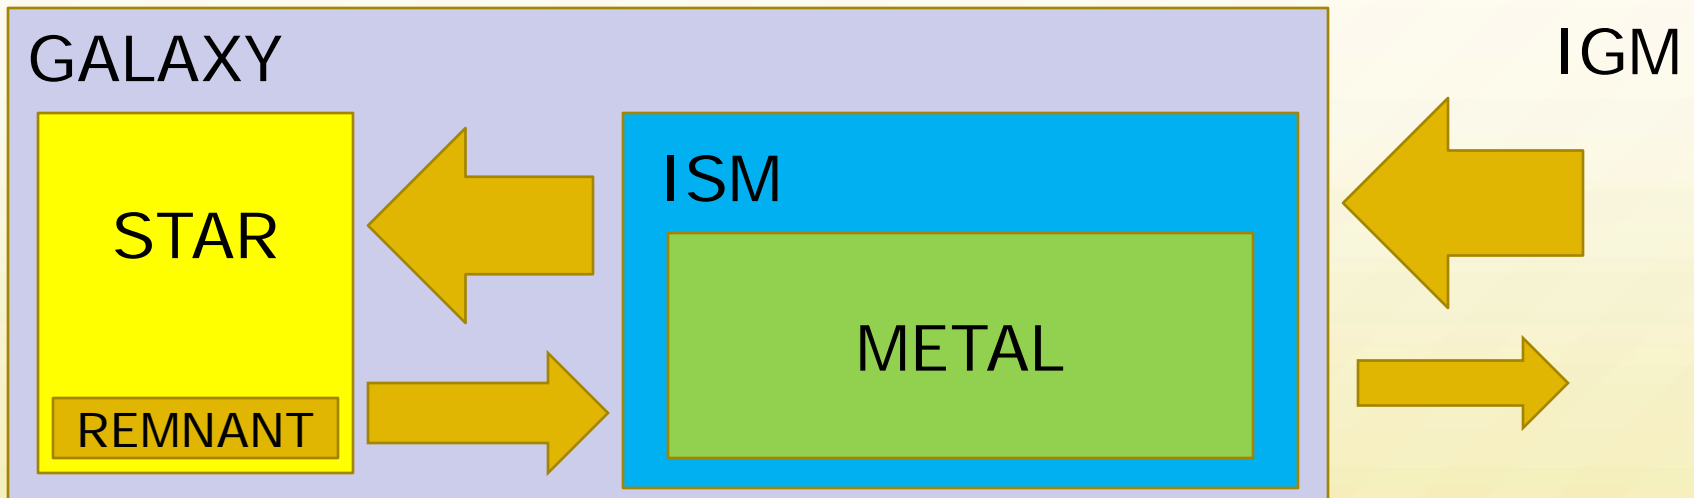 GALAXY
IGM
STAR
ISM
METAL
REMNANT